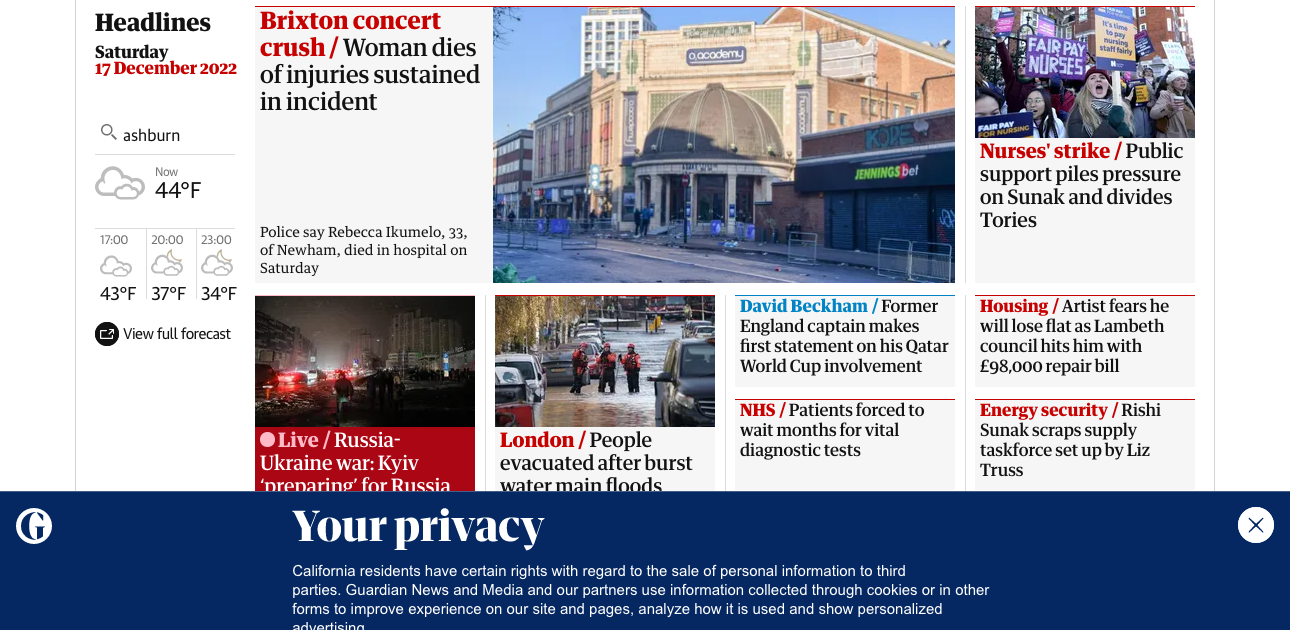 Headlines
Saturday
17 December 2022
ashburn
Now
44°F
17:00
20:00
23:00
43°F
37°F
34°F
View full forecast
Brixton concert
crush / Woman dies
of injuries sustained
in incident
Police say Rebecca Ikumelo, 33,
of Newham, died in hospital on
Saturday
o2 academy
JENNINGSbet
FAIR PAY
NURSES
It's time
to pay
nursing
staff fairly
FAIR PAY
FOR NURSING
Nurses' strike / Public
support piles pressure
on Sunak and divides
Tories
Live / Russia-
Ukraine war: Kyiv
‘preparing’ for Russia
London / People
evacuated after burst
water main floods
David Beckham / Former
England captain makes
first statement on his Qatar
World Cup involvement
NHS / Patients forced to
wait months for vital
diagnostic tests
Housing / Artist fears he
will lose flat as Lambeth
council hits him with
£98,000 repair bill
Energy security / Rishi
Sunak scraps supply
taskforce set up by Liz
Truss
G
Your privacy
California residents have certain rights with regard to the sale of personal information to third
parties. Guardian News and Media and our partners use information collected through cookies or in other
forms to improve experience on our site and pages, analyze how it is used and show personalized
advertising.